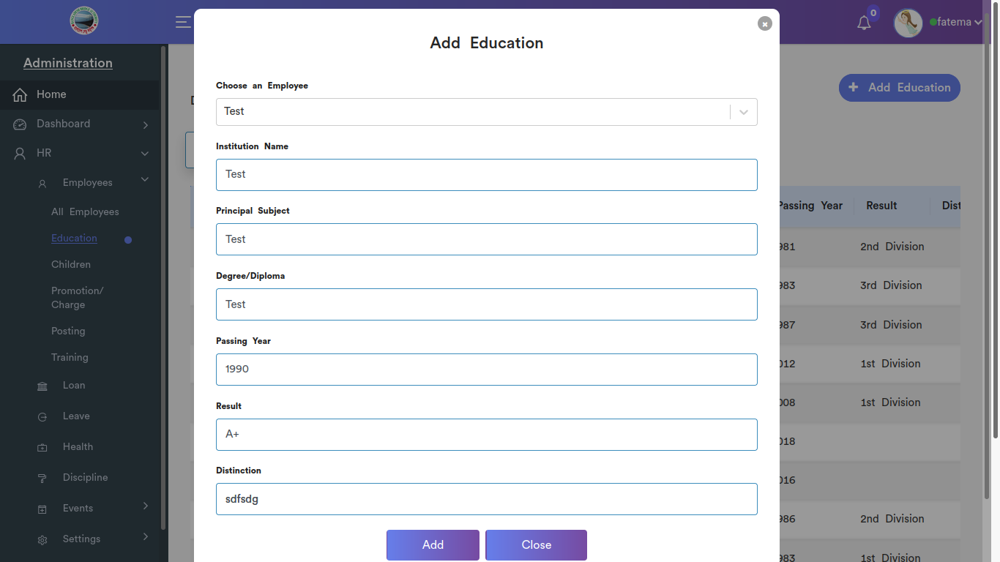 0
fatema
Administration
Home
Dashboard
HR
Employees
All Employees
Education
Children
Promotion/
Charge
Posting
Training
Loan
Leave
Health
Discipline
Events
Settings
Add Education
Choose an Employee
Test
Institution Name
Test
Principal Subject
Test
Degree/Diploma
Test
Passing Year
1990
Result
A+
Distinction
sdfsdg
Add Close
Add Education
Passing Year Result Dist
981 2nd Division
983 3rd Division
987 3rd Division
012 1st Division
008 1st Division
018
016
986 2nd Division
983 1st Division